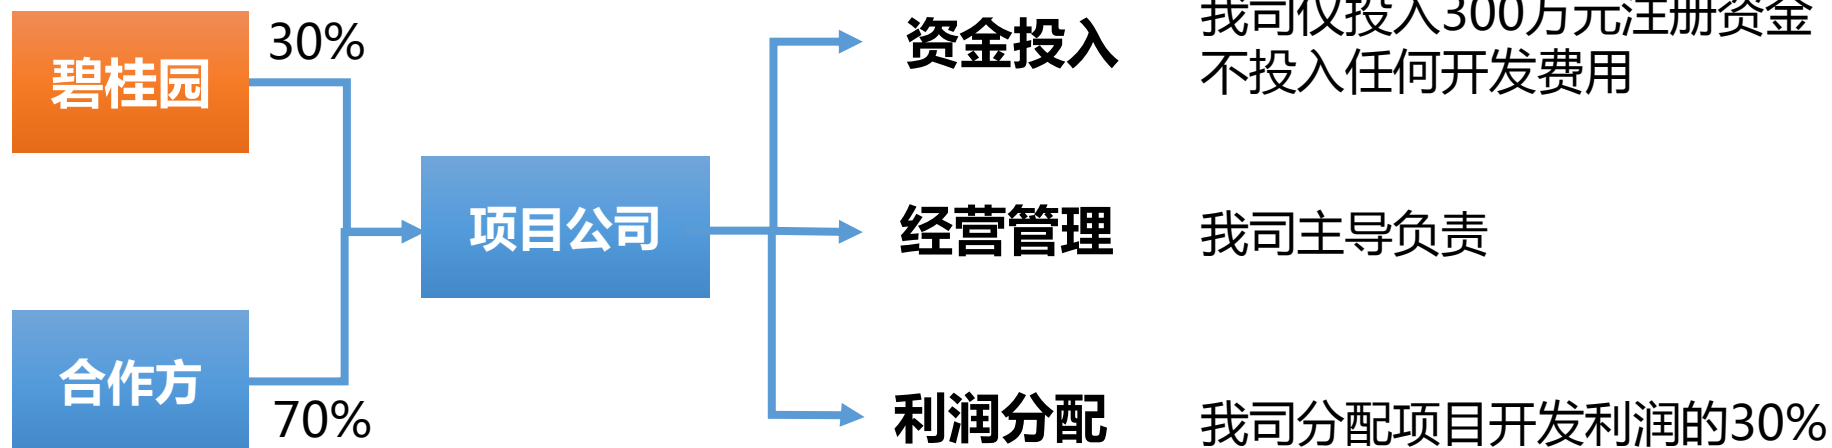 碧桂园
30%
合作方
70%
项目公司
资金投入
我司仅投入300万元注册资金
不投入任何开发费用
经营管理
我司主导负责
利润分配
我司分配项目开发利润的30%